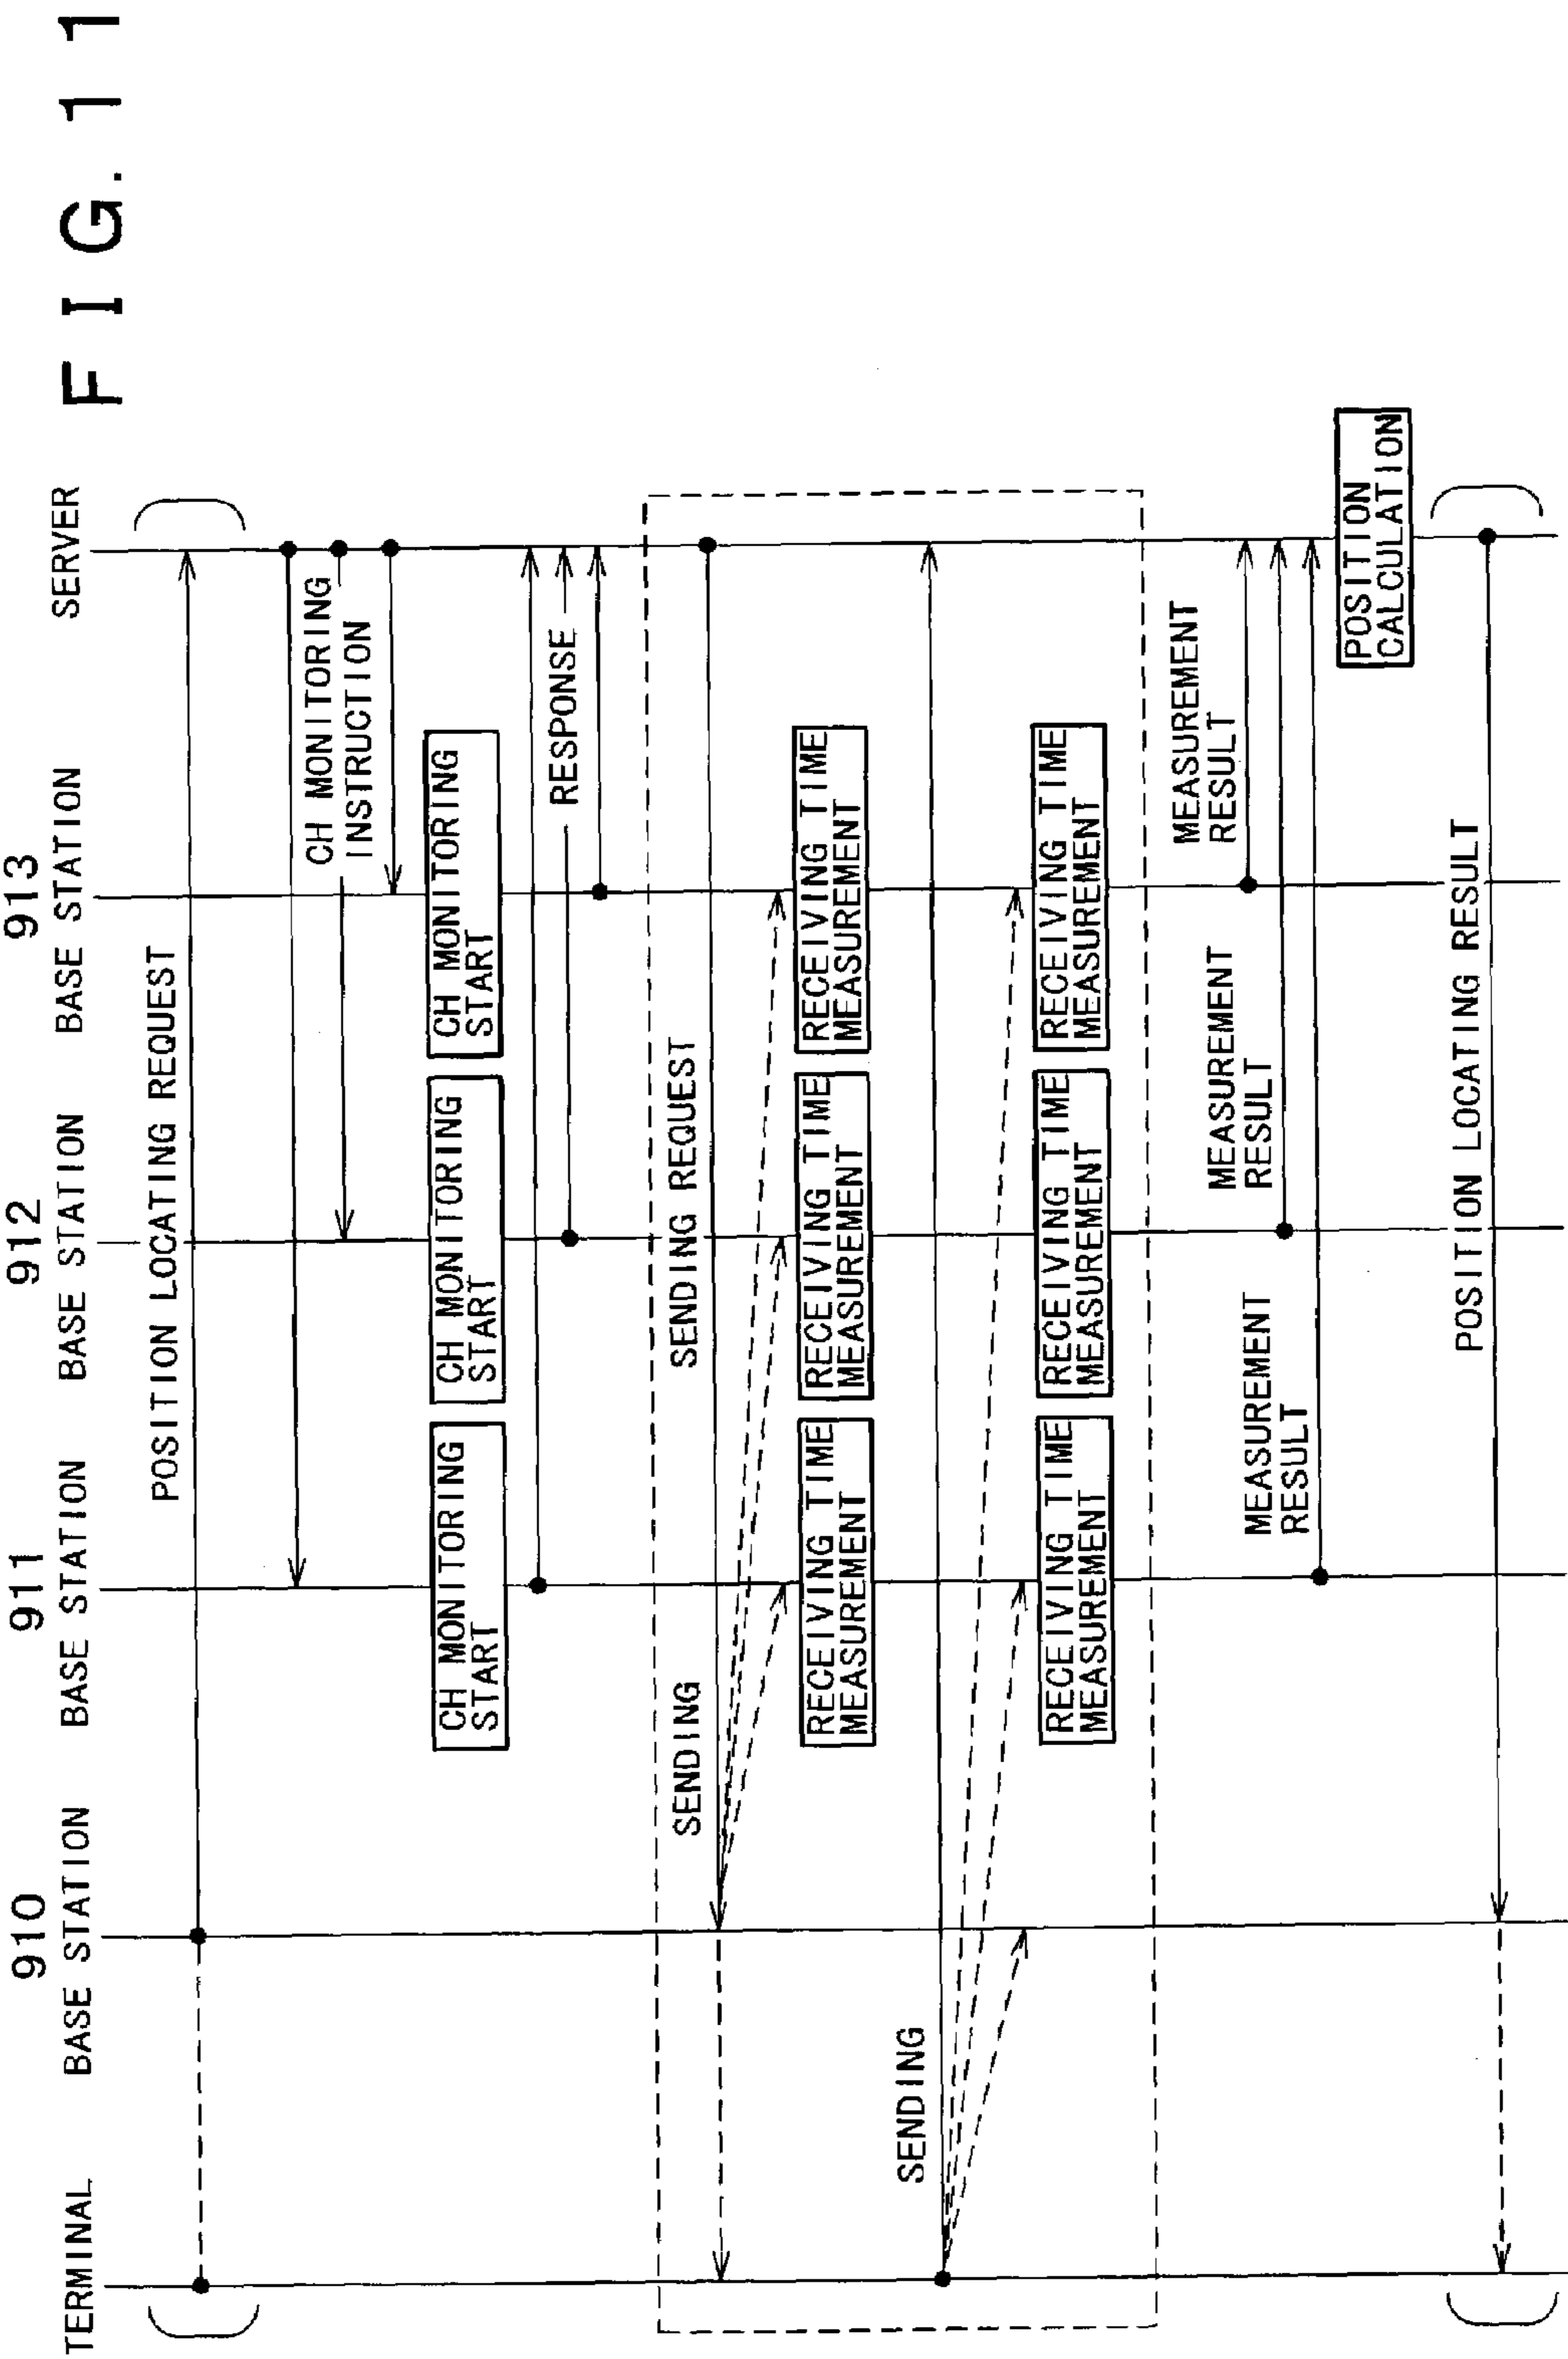 FIG. 11
910
911
912
913
TERMINAL
BASE STATION
BASE STATION
BASE STATION
BASE STATION
SERVER
POSITION LOCATING REQUEST
CH MONITORING
INSTRUCTION
CH MONITORING
START
CH MONITORING
START
CH MONITORING
START
RESPONSE
SENDING
SENDING REQUEST
RECEIVING TIME
MEASUREMENT
RECEIVING TIME
MEASUREMENT
RECEIVING TIME
MEASUREMENT
SENDING
RECEIVING TIME
MEASUREMENT
RECEIVING TIME
MEASUREMENT
RECEIVING TIME
MEASUREMENT
MEASUREMENT
RESULT
MEASUREMENT
RESULT
MEASUREMENT
RESULT
POSITION
CALCULATION
POSITION LOCATING RESULT